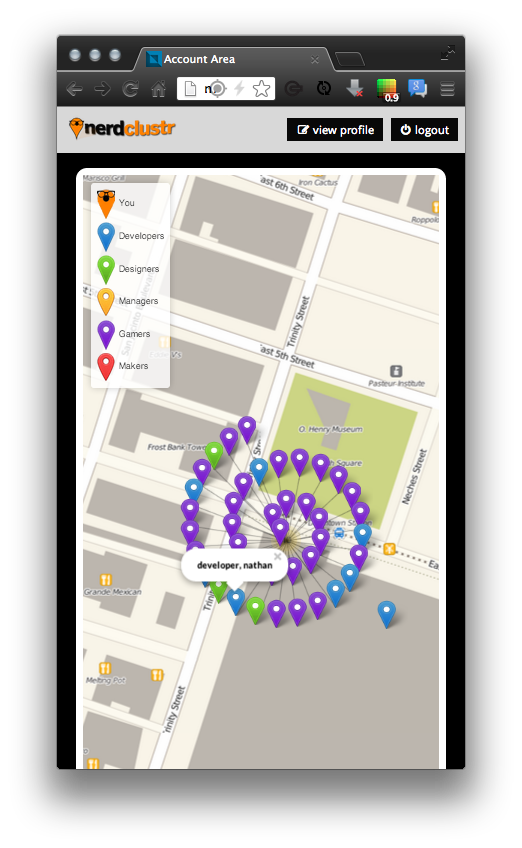 Account Area
0.9
nerdclustr
view profile
logout
Mansco Grill
East 6th Street
Iron Cactus
You
Developers
Designers
Managers
Gamers
Makers
Trinity Street
East 5th Street
Pasteur-Institute
O. Henry Museum
Frost Bank Tower
Square
Neches Street
developer, nathan
Grande Mexican
Melting Pot
Trinity Street